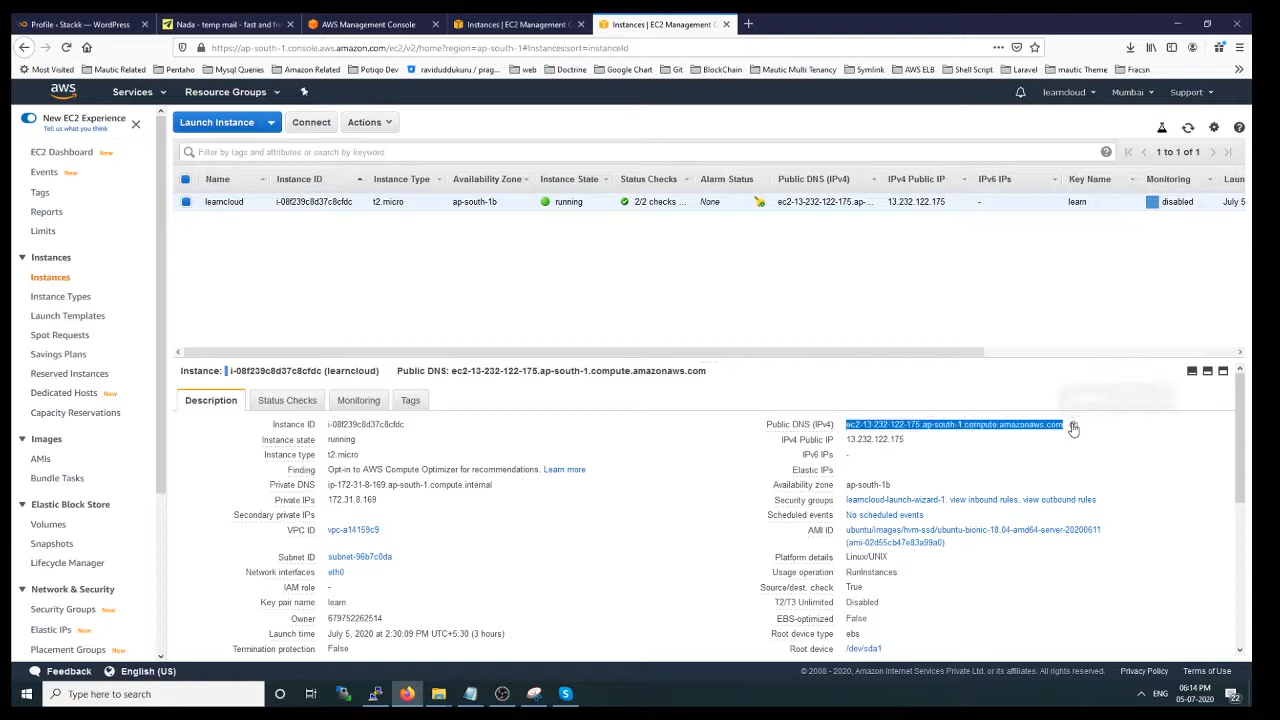 Profile ‹ Stackk — WordPress
Nada - temp mail - fast and fre
AWS Management Console
Instances | EC2 Management C
Instances | EC2 Management C
https://ap-south-1.console.aws.amazon.com/ec2/v2/home?region=ap-south-1#Instances:sort=instanceId
Most Visited Mautic Related Pentaho Mysql Queries Amazon Related Potiqo Dev ravidudukuru / prag... web Doctrine Google Chart Git BlockChain Mautic Multi Tenancy Symlink AWS ELB Shell Script Laravel mautic Theme Fracsn
aws Services Resource Groups learncloud Mumbai Support
New EC2 Experience
Tell us what you think
EC2 Dashboard New
Events New
Tags
Reports
Limits
Instances
Instances
Instance Types
Launch Templates
Spot Requests
Savings Plans
Reserved Instances
Dedicated Hosts New
Capacity Reservations
Images
AMIs
Bundle Tasks
Elastic Block Store
Volumes
Snapshots
Lifecycle Manager
Network & Security
Security Groups New
Elastic IPs New
Placement Groups New
Launch Instance Connect Actions
Filter by tags and attributes or search by keyword
1 to 1 of 1
Name Instance ID Instance Type Availability Zone Instance State Status Checks Alarm Status Public DNS (IPv4) IPv4 Public IP IPv6 IPs Key Name Monitoring Laun
learncloud i-08f239c8d37c8cfdc t2.micro ap-south-1b running 2/2 checks ... None ec2-13-232-122-175.ap-... 13.232.122.175 - learn disabled July 5
Instance: i-08f239c8d37c8cfdc (learncloud) Public DNS: ec2-13-232-122-175.ap-south-1.compute.amazonaws.com
Description Status Checks Monitoring Tags
Instance ID i-08f239c8d37c8cfdc
Instance state running
Instance type t2.micro
Finding Opt-in to AWS Compute Optimizer for recommendations. Learn more
Private DNS ip-172-31-8-169.ap-south-1.compute.internal
Private IPs 172.31.8.169
Secondary private IPs
VPC ID vpc-a14159c9
Subnet ID subnet-96b7c0da
Network interfaces eth0
IAM role -
Key pair name learn
Owner 679752262514
Launch time July 5, 2020 at 2:30:09 PM UTC+5:30 (3 hours)
Termination protection False
Public DNS (IPv4) ec2-13-232-122-175.ap-south-1.compute.amazonaws.com
IPv4 Public IP 13.232.122.175
IPv6 IPs -
Elastic IPs
Availability zone ap-south-1b
Security groups learncloud-launch-wizard-1. view inbound rules. view outbound rules
Scheduled events No scheduled events
AMI ID ubuntu/images/hvm-ssd/ubuntu-bionic-18.04-amd64-server-20200611
(ami-02d55cb47e83a99a0)
Platform details Linux/UNIX
Usage operation RunInstances
Source/dest. check True
T2/T3 Unlimited Disabled
EBS-optimized False
Root device type ebs
Root device /dev/sda1
Feedback English (US)
© 2008 - 2020, Amazon Internet Services Private Ltd. or its affiliates. All rights reserved. Privacy Policy Terms of Use
Type here to search
ENG
06:14 PM
05-07-2020
22